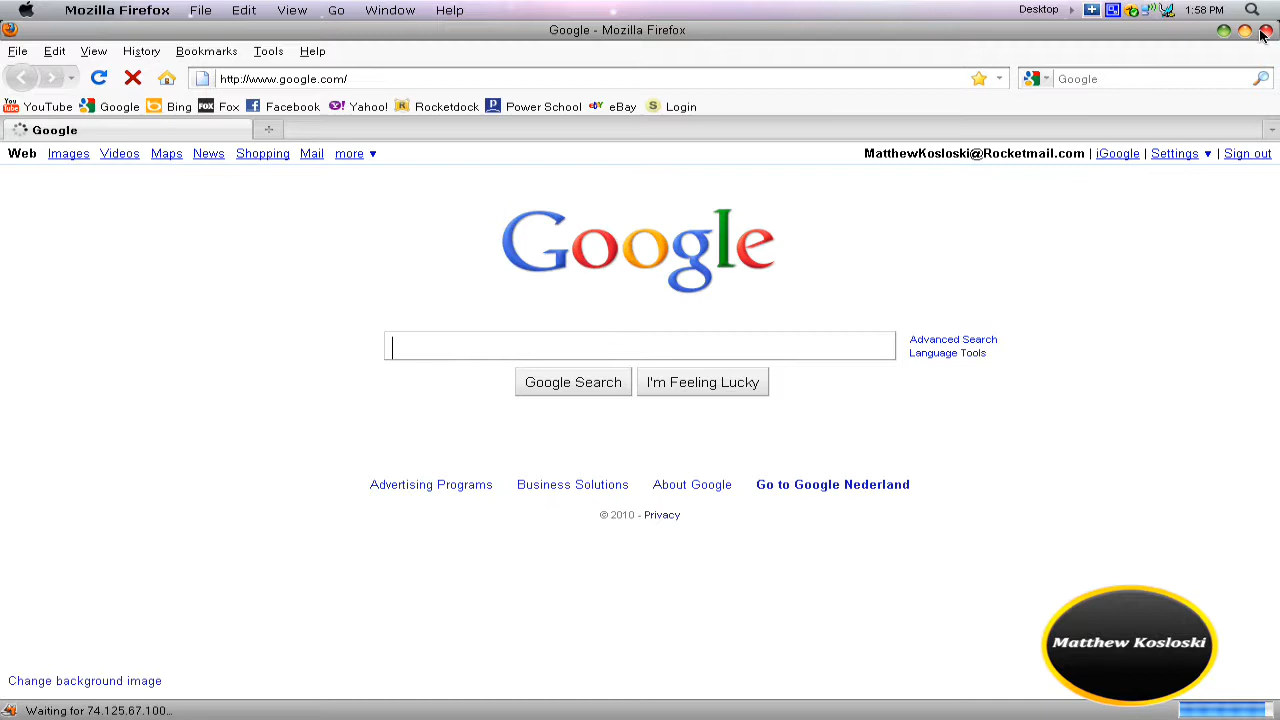 Mozilla Firefox File Edit View Go Window Help Desktop 1:58 PM
Google - Mozilla Firefox
File Edit View History Bookmarks Tools Help
http://www.google.com/ Google
YouTube Google Bing Fox Facebook Yahoo! Rocketdock Power School eBay Login
Google
Web Images Videos Maps News Shopping Mail more ▼ MatthewKosloski@Rocketmail.com | iGoogle | Settings ▼ | Sign out
Google
Advanced Search
Language Tools
Google Search I'm Feeling Lucky
Advertising Programs Business Solutions About Google Go to Google Nederland
© 2010 - Privacy
Matthew Kosloski
Change background image
Waiting for 74.125.67.100...